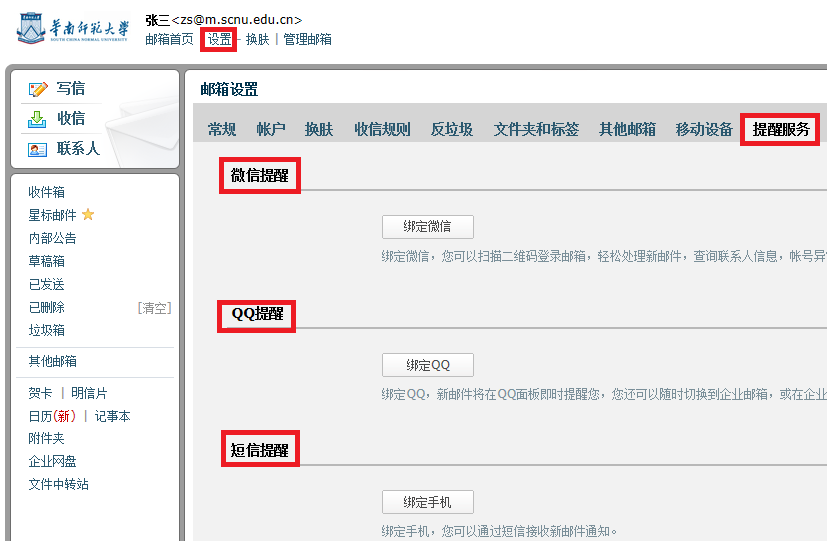 华南师范大学
SOUTH CHINA NORMAL UNIVERSITY
张三<zs@m.scnu.edu.cn>
邮箱首页 设置 - 换肤 | 管理邮箱
写信
收信
联系人
收件箱
星标邮件
内部公告
草稿箱
已发送
已删除 [清空]
垃圾箱
其他邮箱
贺卡 | 明信片
日历(新) | 记事本
附件夹
企业网盘
文件中转站
邮箱设置
常规 帐户 换肤 收信规则 反垃圾 文件夹和标签 其他邮箱 移动设备 提醒服务
微信提醒
绑定微信
绑定微信，您可以扫描二维码登录邮箱，轻松处理新邮件，查询联系人信息，帐号异
QQ提醒
绑定QQ
绑定QQ，新邮件将在QQ面板即时提醒您，您还可以随时切换到企业邮箱，或在企业
短信提醒
绑定手机
绑定手机，您可以通过短信接收新邮件通知。